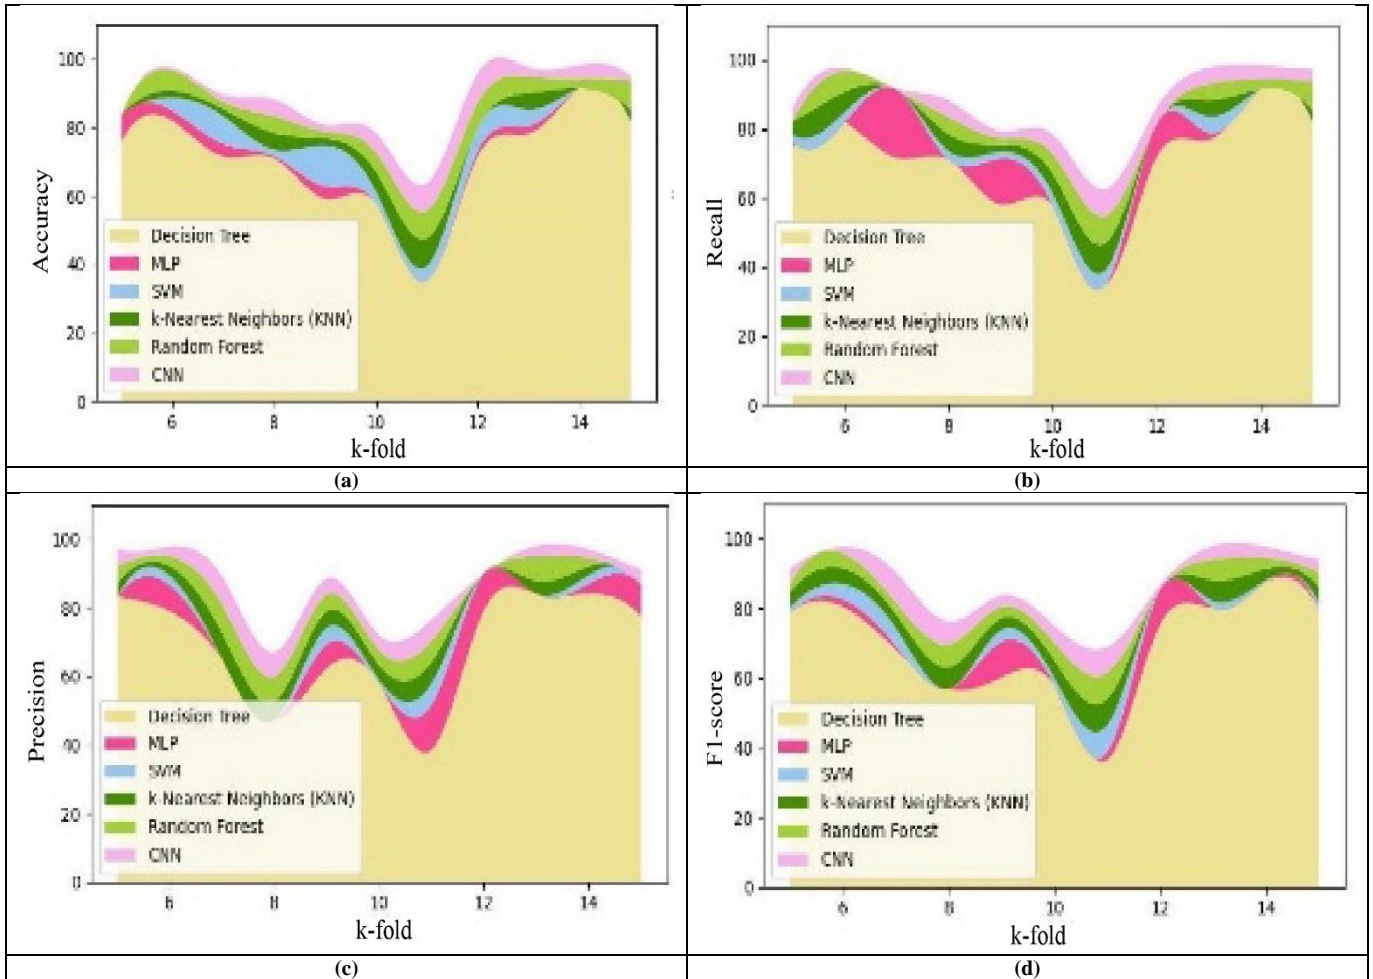 100
80
60
40
20
0
Accuracy
Decision Tree
MLP
SVM
k-Nearest Neighbors (KNN)
Random Forest
CNN
6 8 10 12 14
k-fold
(a)
100
80
60
40
20
0
Recall
Decision Tree
MLP
SVM
k-Nearest Neighbors (KNN)
Random Forest
CNN
6 8 10 12 14
k-fold
(b)
100
80
60
40
20
0
Precision
Decision Tree
MLP
SVM
k-Nearest Neighbors (KNN)
Random Forest
CNN
6 8 10 12 14
k-fold
(c)
100
80
60
40
20
0
F1-score
Decision Tree
MLP
SVM
k-Nearest Neighbors (KNN)
Random Forest
CNN
6 8 10 12 14
k-fold
(d)